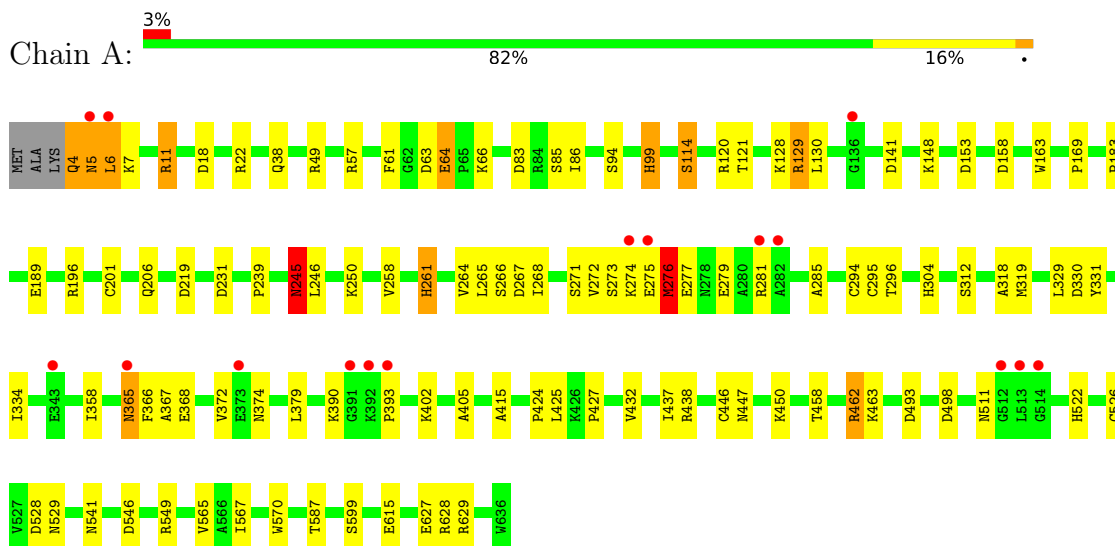 3%
Chain A:
82% 16% •
MET ALA LYS Q4 N5 L6 K7 R11 D18 R22 Q38 R49 R57 F61 G62 D63 E64 P65 K66 D83 R84 S85 I86 S94 H99 S114 R120 T121 K128 R129 L130 G136 D141 K148 D153 D158 W163 P169
E189 R196 C201 Q206 D219 D231 P239 N245 L246 K250 V258 H261 V264 L265 S266 D267 I268 S271 V272 S273 K274 E275 M276 E277 N278 E279 A280 R281 A282 A285 C294 C295 T296 H304 S312 A318 M319 L329 D330 Y331
I334 E343 I358 N365 F366 A367 E368 V372 E373 N374 L379 K390 G391 K392 P393 K402 A405 A415 P424 L425 K426 P427 V432 I437 R438 C446 N447 K450 T458 R462 K463 D493 D498 N511 G512 L513 G514 H522
V527 D528 N529 N541 D546 R549 V565 A566 I567 W570 T587 S599 E615 E627 R628 R629 W636